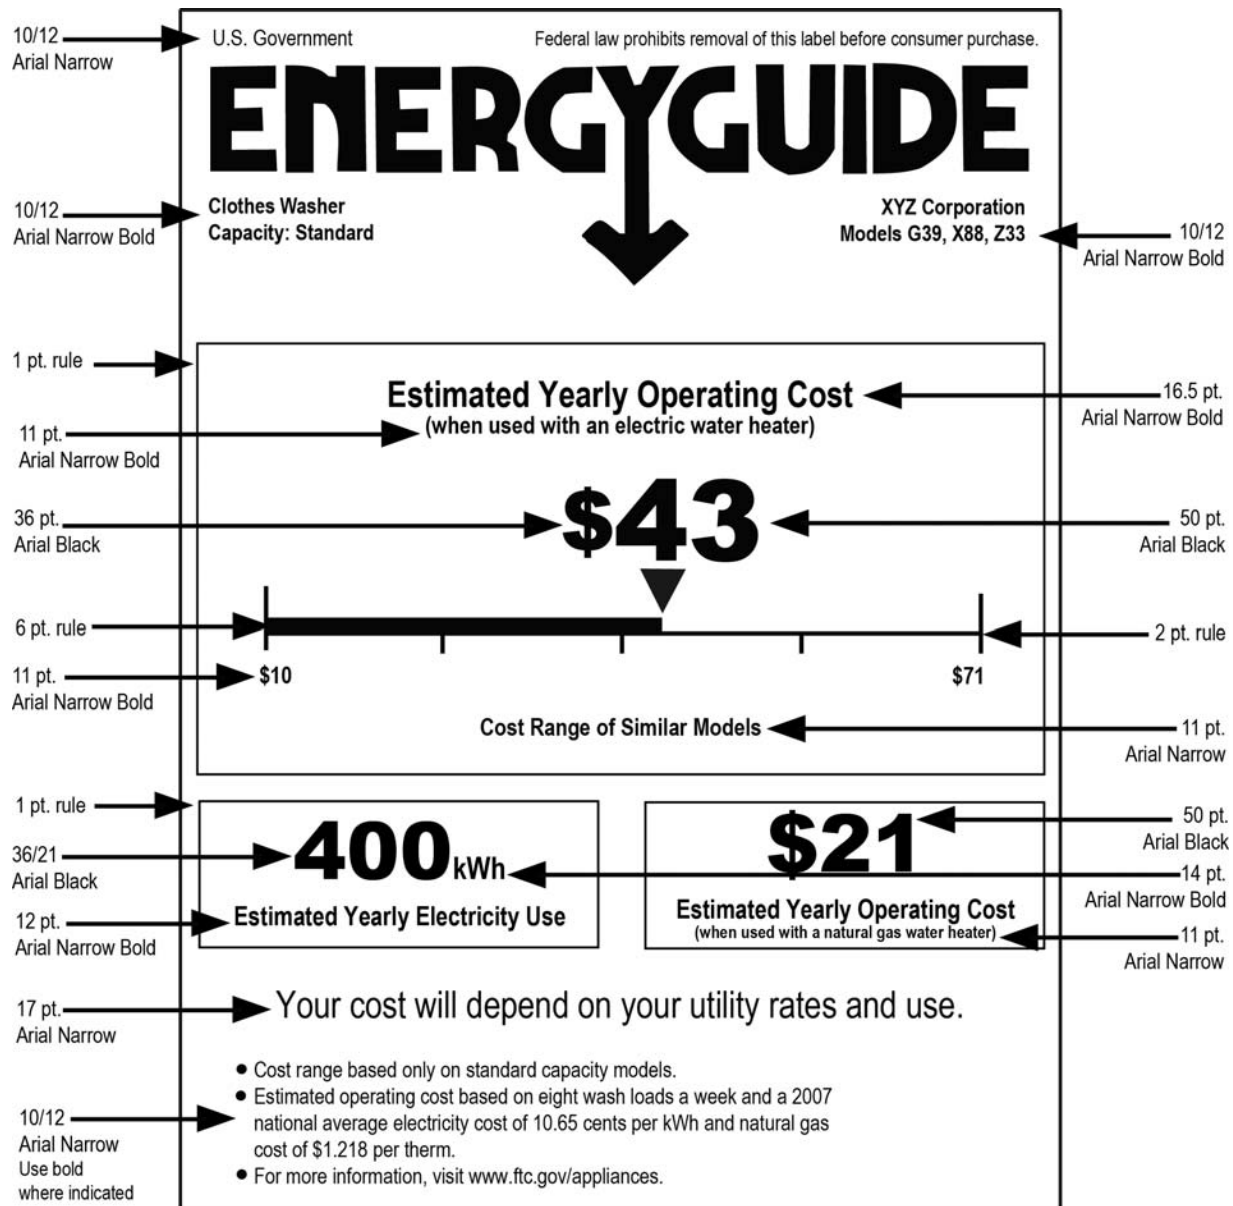 10/12
Arial Narrow
U.S. Government
Federal law prohibits removal of this label before consumer purchase.
ENERGYGUIDE
10/12
Arial Narrow Bold
Clothes Washer
Capacity: Standard
XYZ Corporation
Models G39, X88, Z33
10/12
Arial Narrow Bold
1 pt. rule
Estimated Yearly Operating Cost
(when used with an electric water heater)
16.5 pt.
Arial Narrow Bold
11 pt.
Arial Narrow Bold
36 pt.
Arial Black
$43
50 pt.
Arial Black
6 pt. rule
2 pt. rule
11 pt.
Arial Narrow Bold
$10
$71
Cost Range of Similar Models
11 pt.
Arial Narrow
1 pt. rule
36/21
Arial Black
400 kWh
Estimated Yearly Electricity Use
12 pt.
Arial Narrow Bold
$21
Estimated Yearly Operating Cost
(when used with a natural gas water heater)
50 pt.
Arial Black
14 pt.
Arial Narrow Bold
11 pt.
Arial Narrow
17 pt.
Arial Narrow
Your cost will depend on your utility rates and use.
10/12
Arial Narrow
Use bold
where indicated
● Cost range based only on standard capacity models.
● Estimated operating cost based on eight wash loads a week and a 2007
national average electricity cost of 10.65 cents per kWh and natural gas
cost of $1.218 per therm.
● For more information, visit www.ftc.gov/appliances.